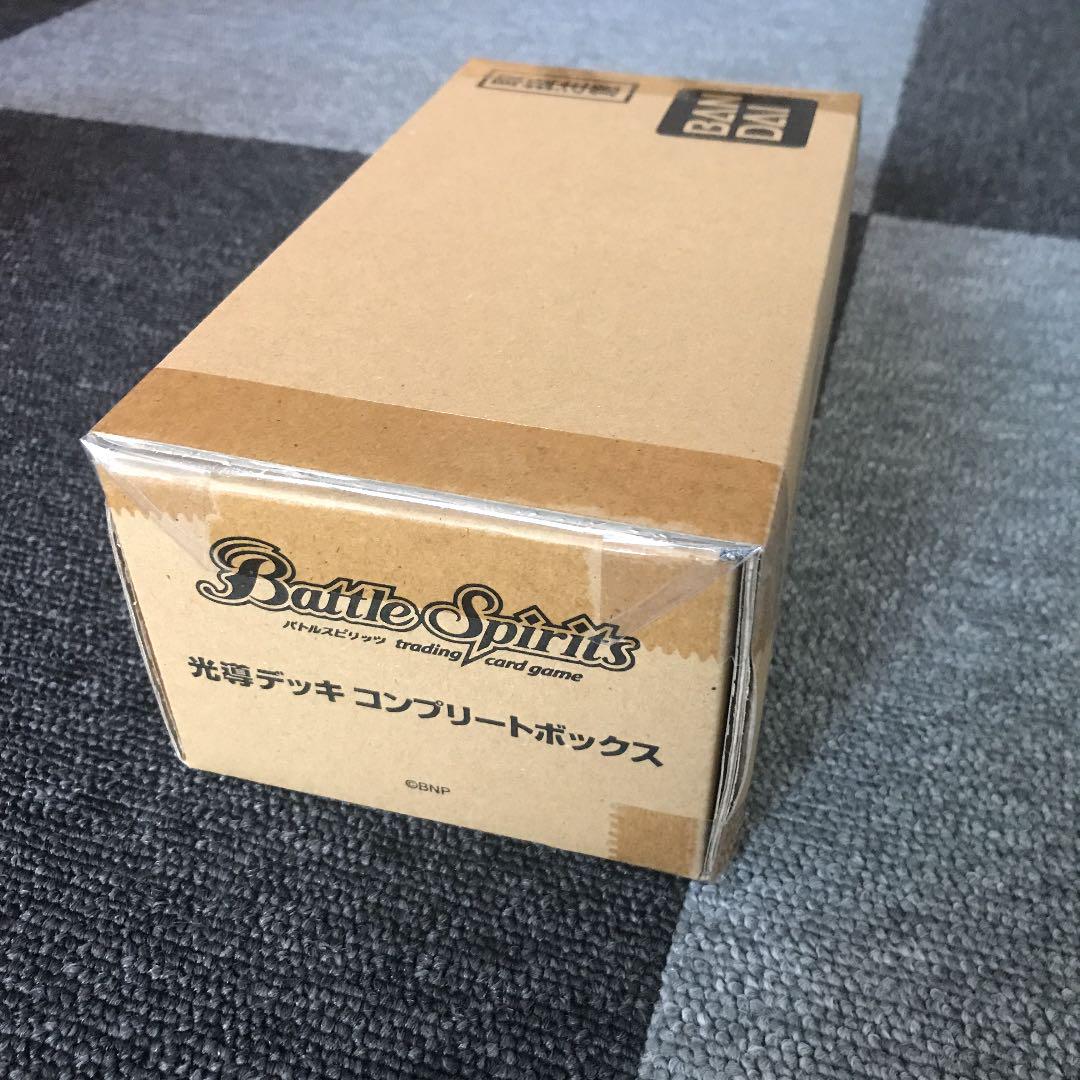 BAN
DAI
Battle Spirits
バトルスピリッツ trading card game
光導デッキ コンプリートボックス
©BNP